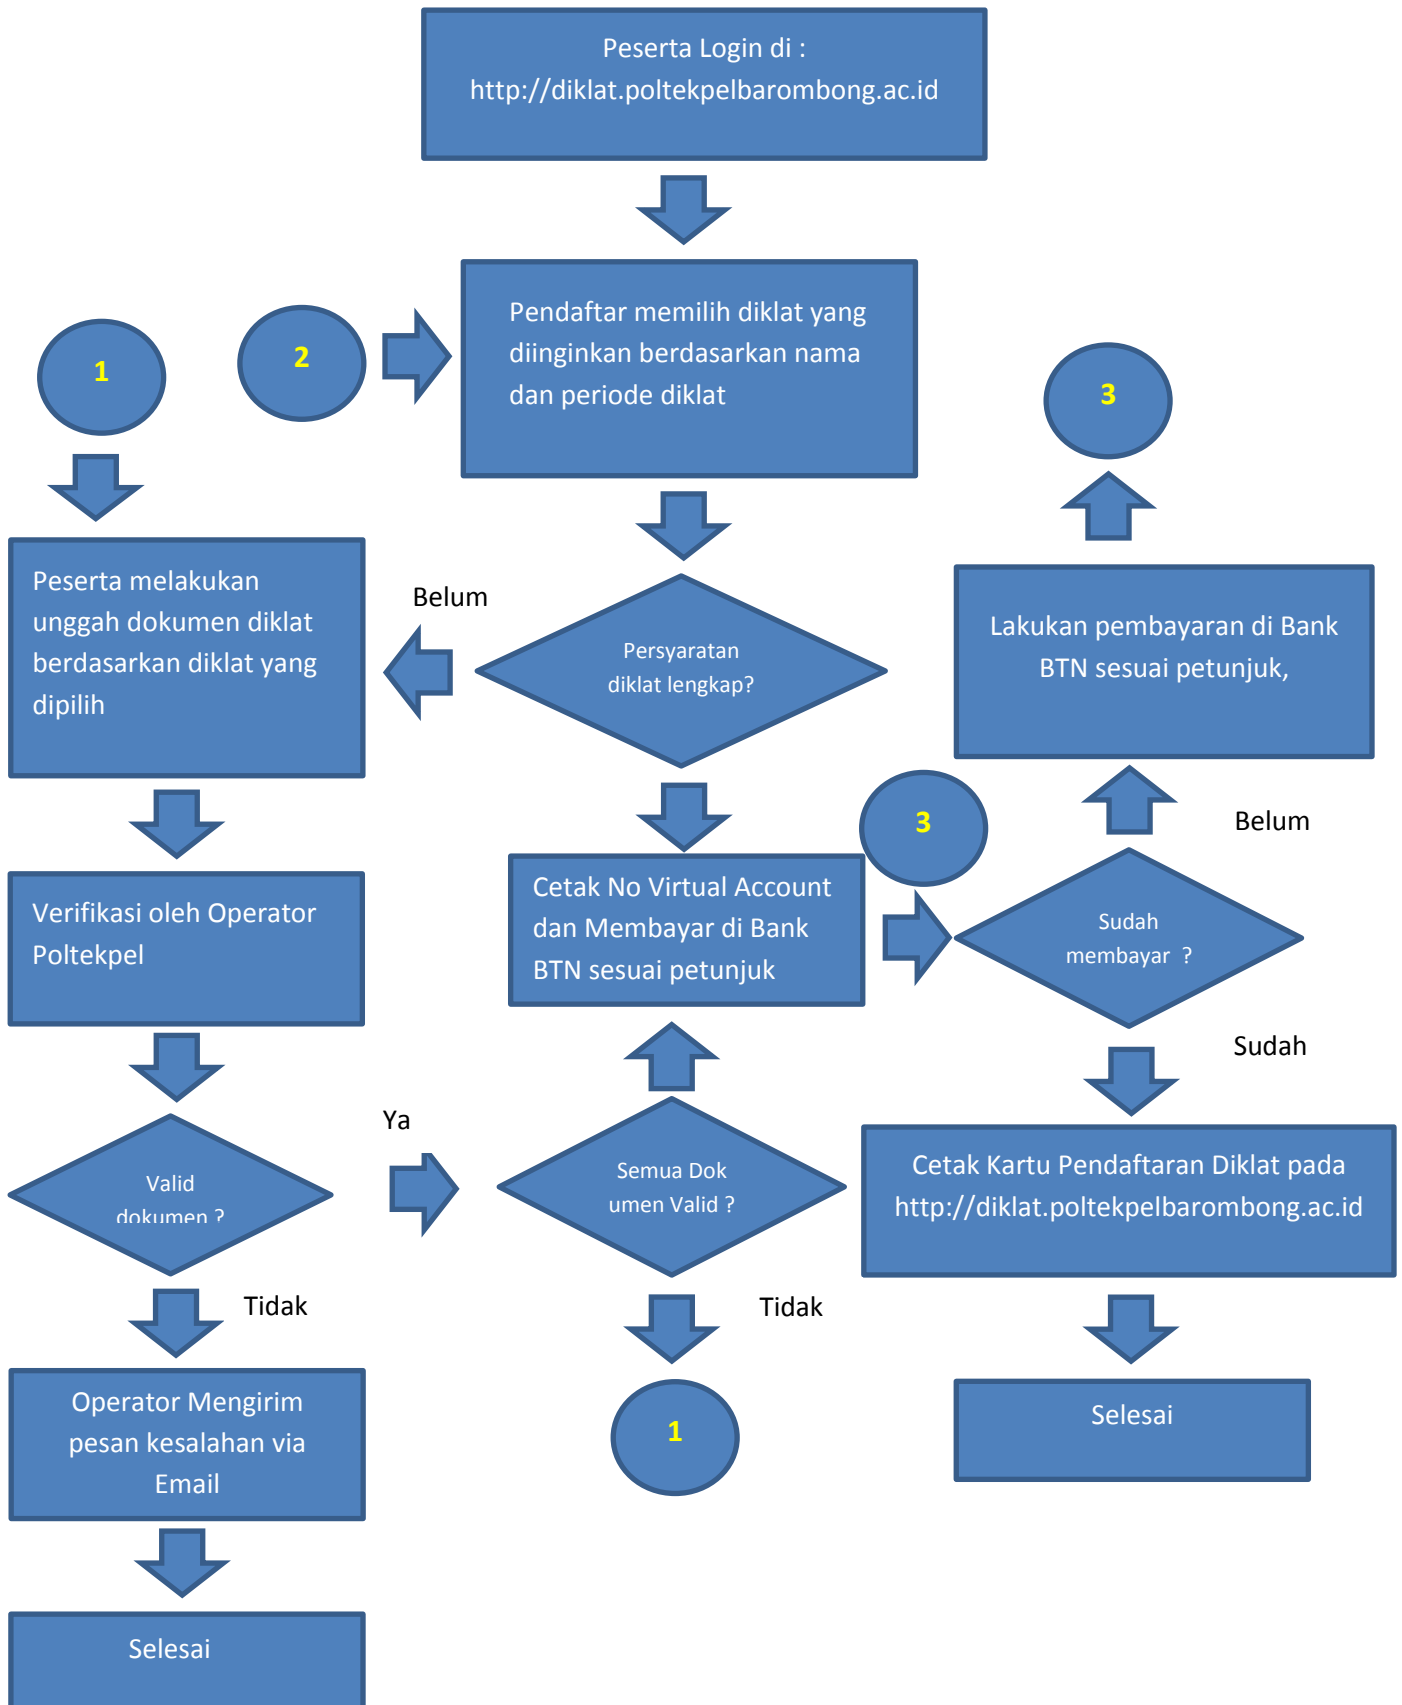 Peserta Login di :
http://diklat.poltekpelbarombong.ac.id
1
2
Pendaftar memilih diklat yang
diinginkan berdasarkan nama
dan periode diklat
3
Peserta melakukan
unggah dokumen diklat
berdasarkan diklat yang
dipilih
Belum
Persyaratan
diklat lengkap?
Lakukan pembayaran di Bank
BTN sesuai petunjuk,
Verifikasi oleh Operator
Poltekpel
Cetak No Virtual Account
dan Membayar di Bank
BTN sesuai petunjuk
3
Belum
Sudah
membayar ?
Sudah
Valid
dokumen ?
Ya
Semua Dok
umen Valid ?
Cetak Kartu Pendaftaran Diklat pada
http://diklat.poltekpelbarombong.ac.id
Tidak
Tidak
Operator Mengirim
pesan kesalahan via
Email
1
Selesai
Selesai